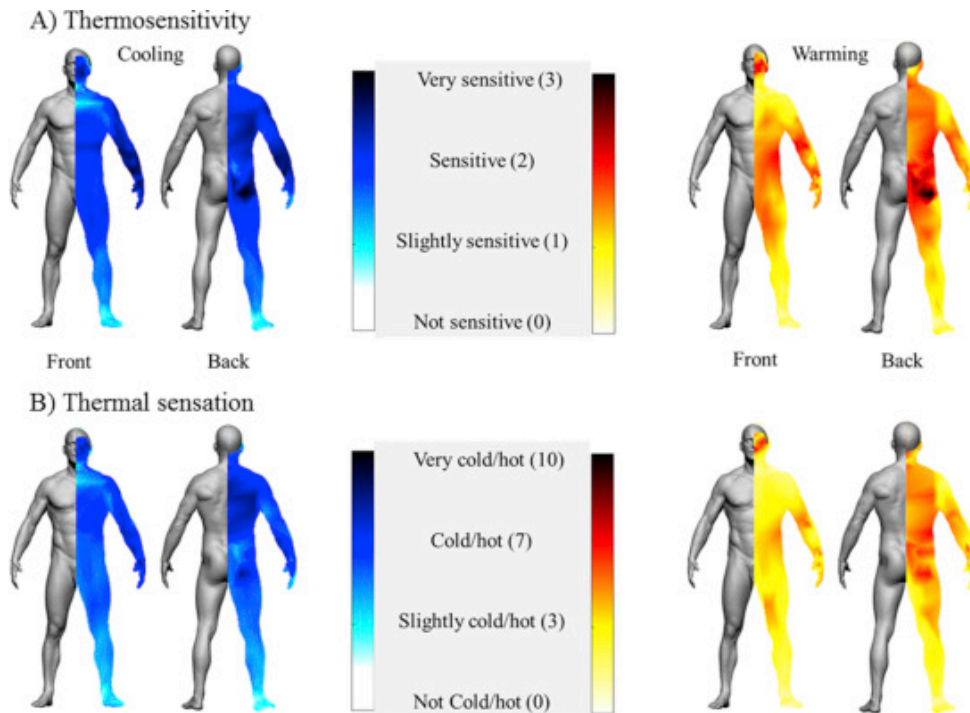 A) Thermosensitivity
Cooling
Warming
Very sensitive (3)
Sensitive (2)
Slightly sensitive (1)
Not sensitive (0)
Front
Back
Front
Back
B) Thermal sensation
Very cold/hot (10)
Cold/hot (7)
Slightly cold/hot (3)
Not Cold/hot (0)